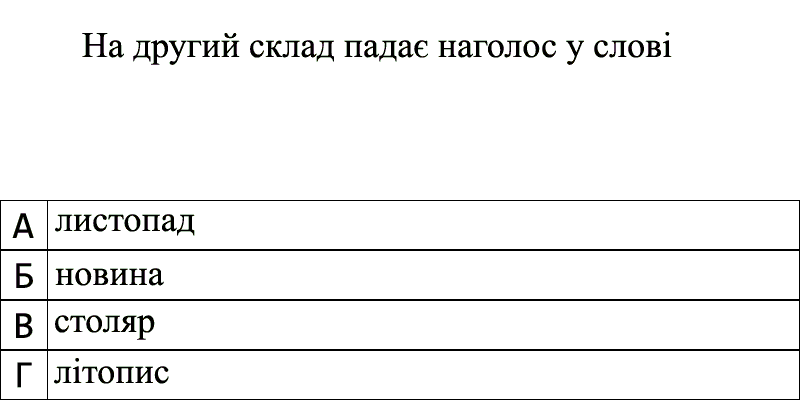 На другий склад падає наголос у слові
А листопад
Б новина
В столяр
Г літопис